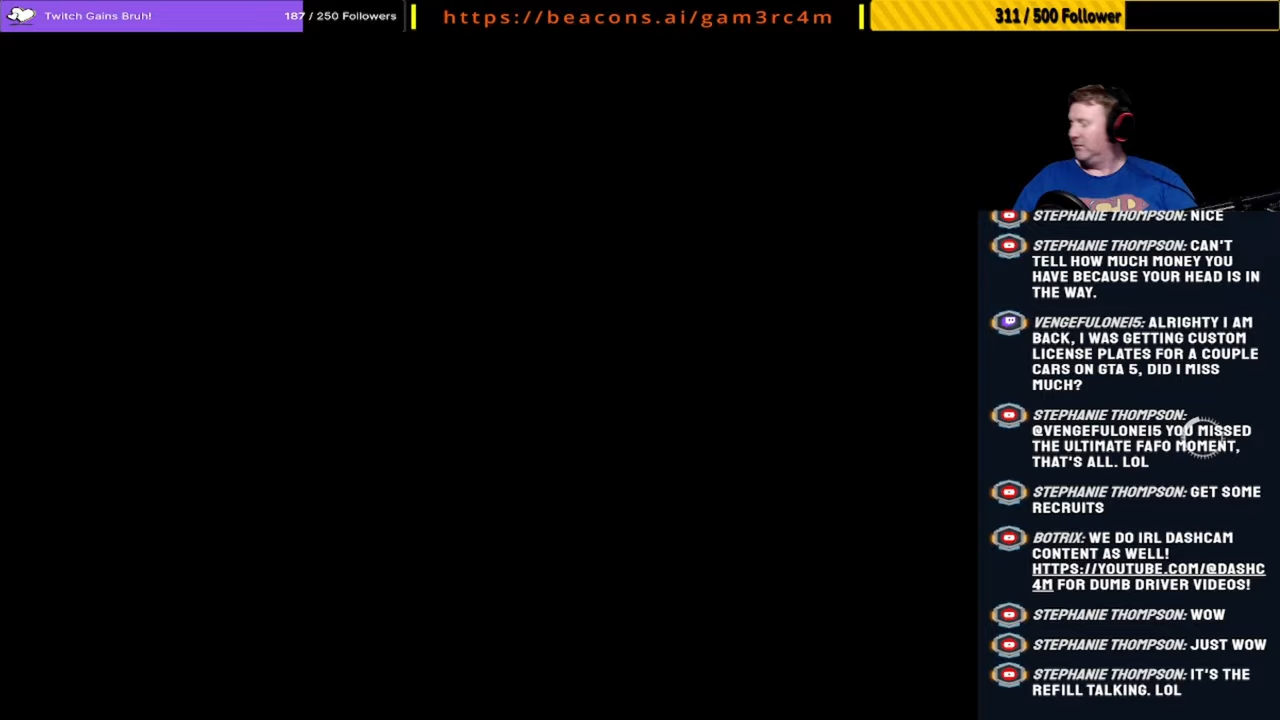 Twitch Gains Bruh!
187 / 250 Followers
https://beacons.ai/gam3rc4m
311 / 500 Follower
STEPHANIE THOMPSON: NICE
STEPHANIE THOMPSON: CAN'T
TELL HOW MUCH MONEY YOU
HAVE BECAUSE YOUR HEAD IS IN
THE WAY.
VENGEFULONE15: ALRIGHTY I AM
BACK, I WAS GETTING CUSTOM
LICENSE PLATES FOR A COUPLE
CARS ON GTA 5, DID I MISS
MUCH?
STEPHANIE THOMPSON:
@VENGEFULONE15 YOU MISSED
THE ULTIMATE FAFO MOMENT,
THAT'S ALL. LOL
STEPHANIE THOMPSON: GET SOME
RECRUITS
BOTRIX: WE DO IRL DASHCAM
CONTENT AS WELL!
HTTPS://YOUTUBE.COM/@DASHC
4M FOR DUMB DRIVER VIDEOS!
STEPHANIE THOMPSON: WOW
STEPHANIE THOMPSON: JUST WOW
STEPHANIE THOMPSON: IT'S THE
REFILL TALKING. LOL